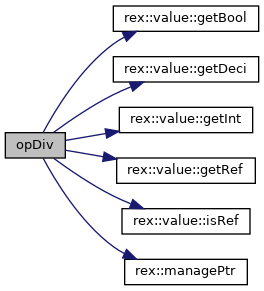 rex::value::getBool
rex::value::getDeci
rex::value::getInt
opDiv
rex::value::getRef
rex::value::isRef
rex::managePtr